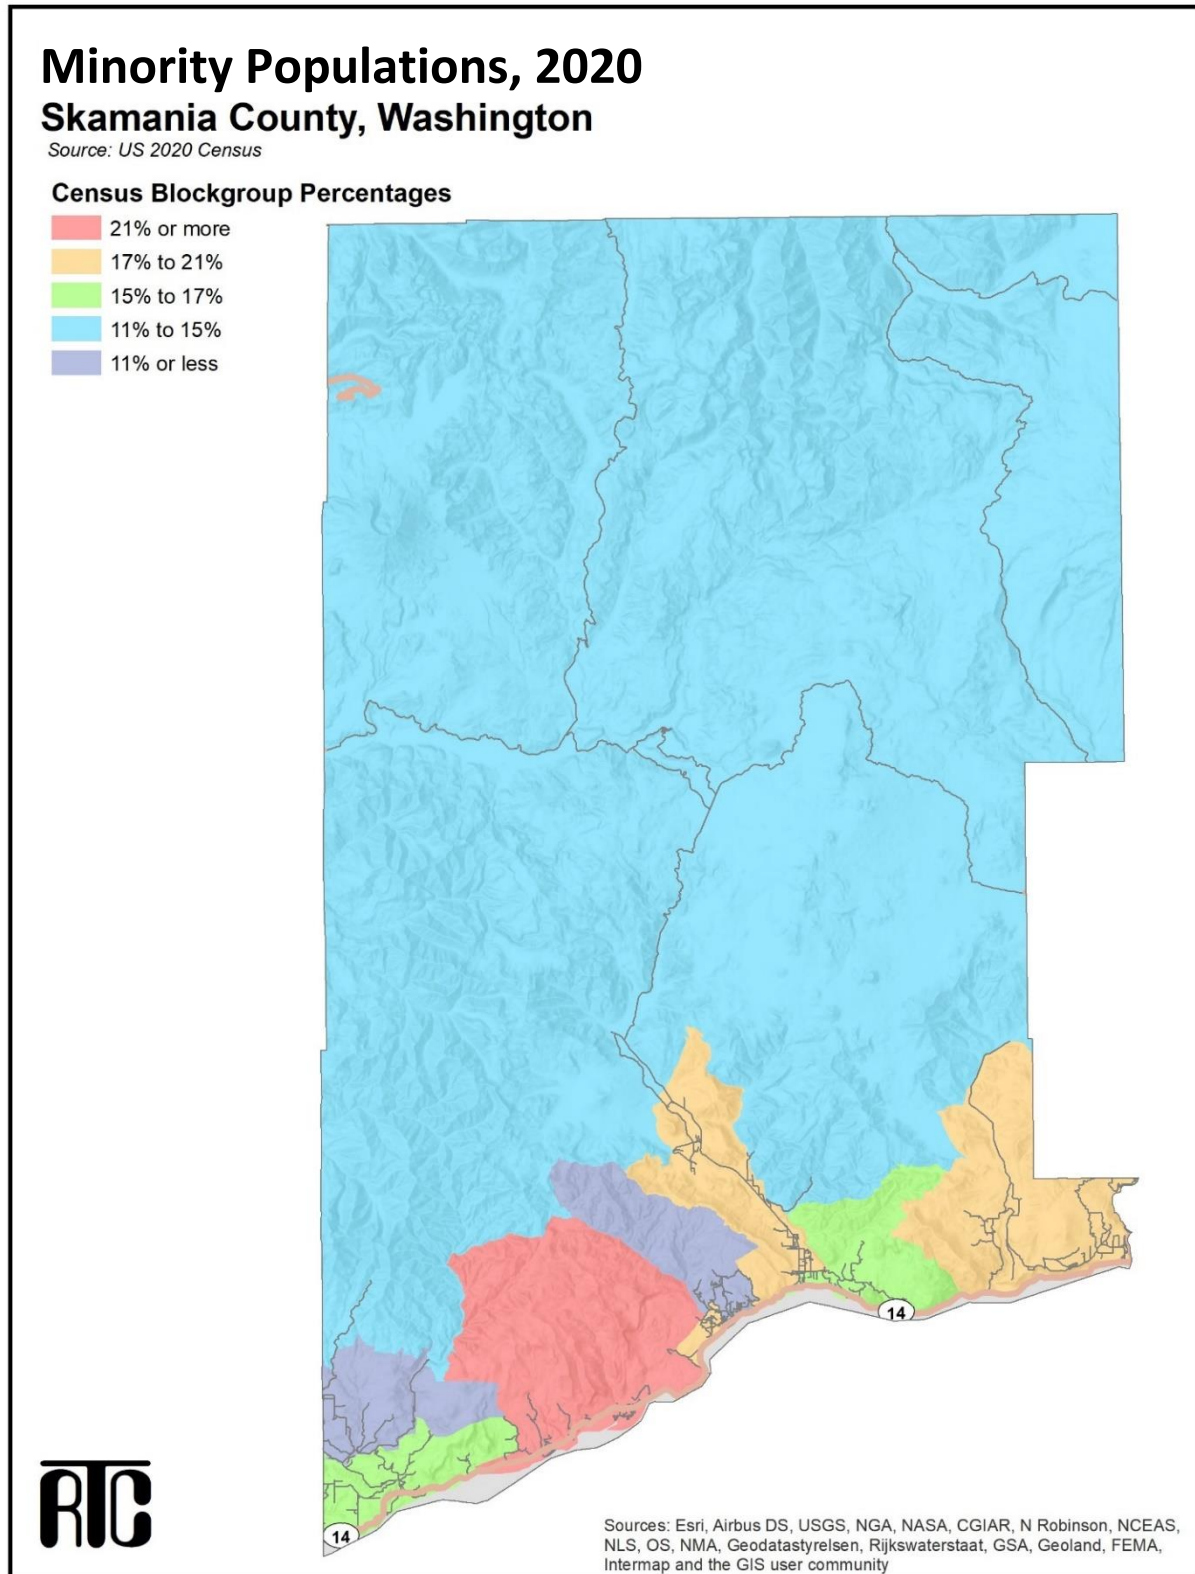 Minority Populations, 2020
Skamania County, Washington
Source: US 2020 Census
Census Blockgroup Percentages
21% or more
17% to 21%
15% to 17%
11% to 15%
11% or less
14
14
RTC
Sources: Esri, Airbus DS, USGS, NGA, NASA, CGIAR, N Robinson, NCEAS,
NLS, OS, NMA, Geodatastyrelsen, Rijkswaterstaat, GSA, Geoland, FEMA,
Intermap and the GIS user community